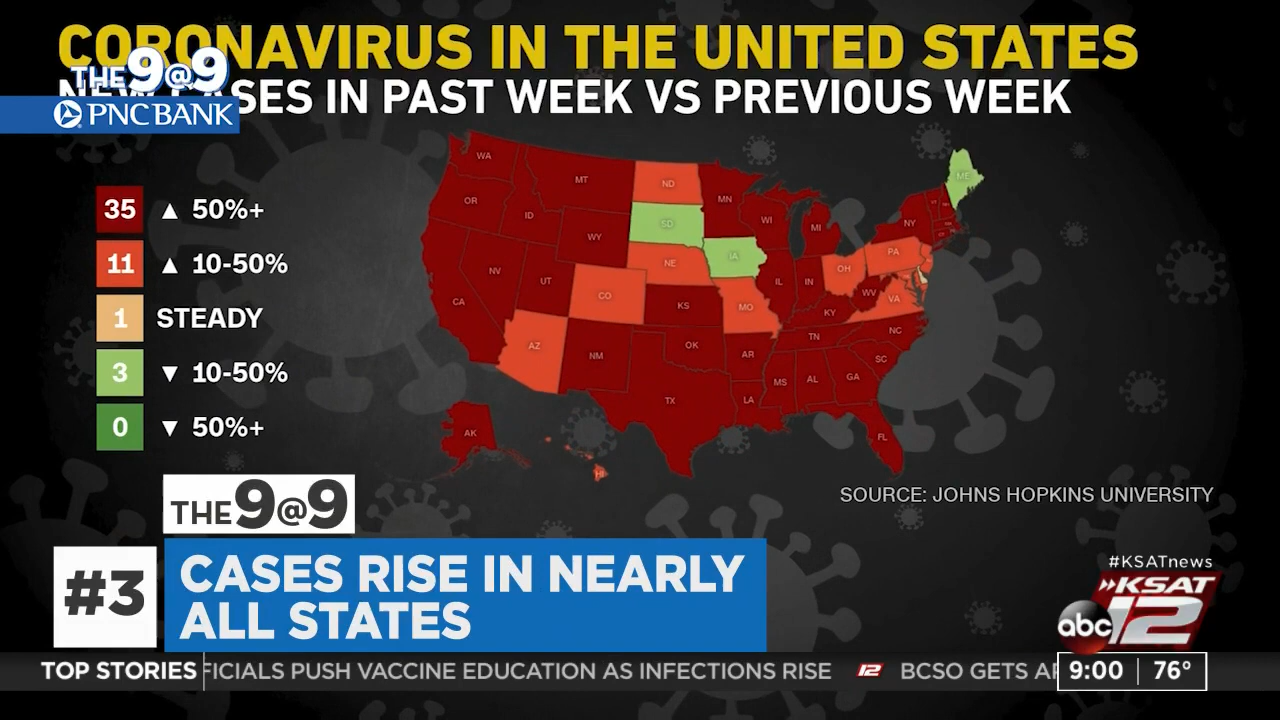 CORONAVIRUS IN THE UNITED STATES
THE 9@9
CASES IN PAST WEEK VS PREVIOUS WEEK
PNC BANK
35 ▲ 50%+
11 ▲ 10-50%
1 STEADY
3 ▼ 10-50%
0 ▼ 50%+
WA
MT
ND
MN
ME
OR
ID
WY
SD
WI
MI
NY
NV
UT
CO
NE
IA
IL
IN
OH
PA
CA
KS
MO
KY
WV
VA
AZ
NM
OK
AR
TN
NC
SC
TX
LA
MS
AL
GA
FL
AK
HI
SOURCE: JOHNS HOPKINS UNIVERSITY
THE 9@9
#3
CASES RISE IN NEARLY
ALL STATES
#KSATnews
KSAT
abc 12
TOP STORIES FICIALS PUSH VACCINE EDUCATION AS INFECTIONS RISE 12 BCSO GETS 9:00 76°